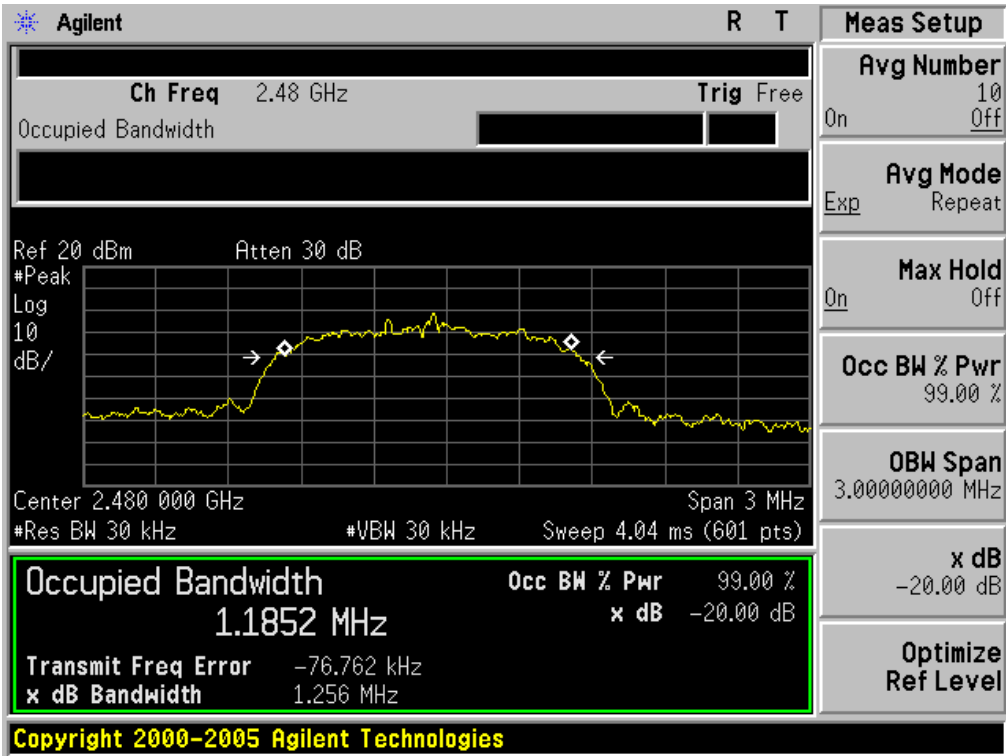 Agilent R T
Ch Freq 2.48 GHz Trig Free
Occupied Bandwidth
Ref 20 dBm Atten 30 dB
#Peak
Log
10
dB/
Center 2.480 000 GHz Span 3 MHz
#Res BW 30 kHz #VBW 30 kHz Sweep 4.04 ms (601 pts)
Occupied Bandwidth
1.1852 MHz
Occ BW % Pwr 99.00 %
x dB -20.00 dB
Transmit Freq Error -76.762 kHz
x dB Bandwidth 1.256 MHz
Copyright 2000-2005 Agilent Technologies
Meas Setup
Avg Number
10
On Off
Avg Mode
Exp Repeat
Max Hold
On Off
Occ BW % Pwr
99.00 %
OBW Span
3.00000000 MHz
x dB
-20.00 dB
Optimize
Ref Level